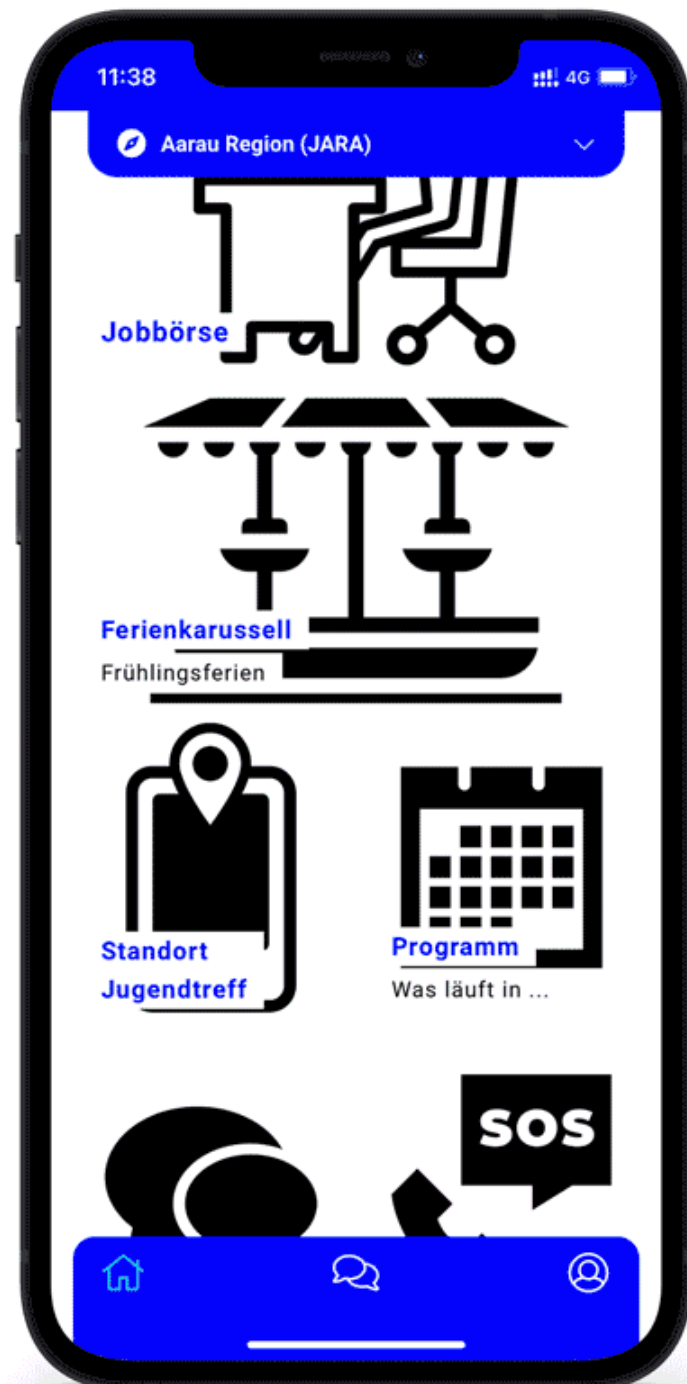 11:38
4G
Aarau Region (JARA)
Jobbörse
Ferienkarussell
Frühlingsferien
Standort
Jugendtreff
Programm
Was läuft in ...
SOS